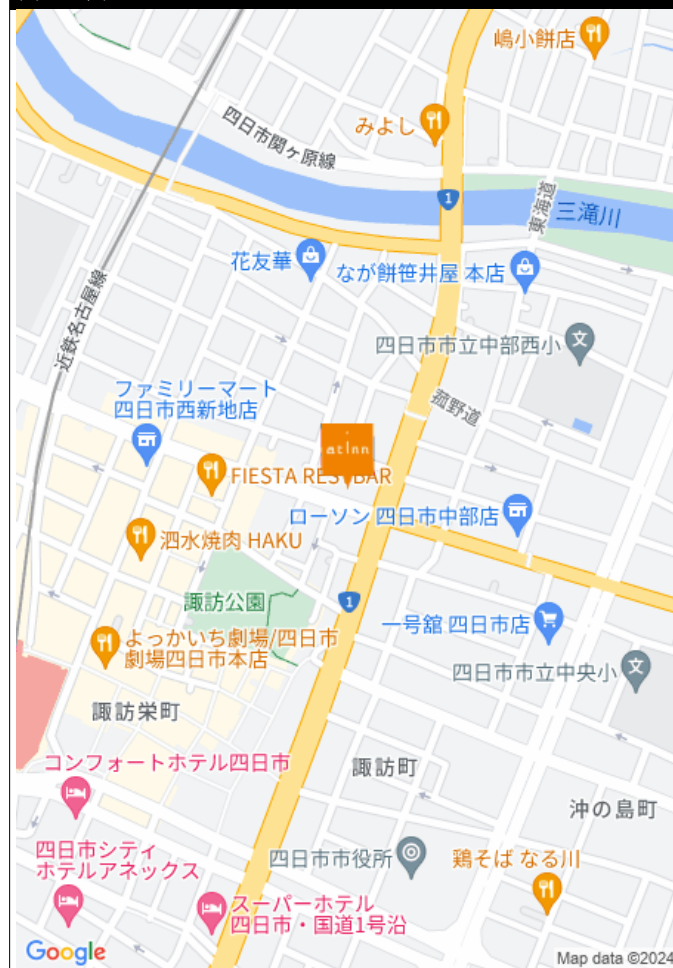 嶋小餅店
みよし
四日市関ヶ原線
1
東海道
三滝川
花友華
なが餅笹井屋 本店
近鉄名古屋線
四日市市立中部西小
文
ファミリーマート
四日市西新地店
菰野道
atInn
FIESTA REST BAR
ローソン 四日市中部店
泗水焼肉 HAKU
諏訪公園
1
一号舘 四日市店
よっかいち劇場/四日市
劇場四日市本店
四日市市立中央小
文
諏訪栄町
コンフォートホテル四日市
諏訪町
沖の島町
四日市シティ
ホテルアネックス
四日市市役所
鶏そば なる川
スーパーホテル
四日市・国道1号沿
Google
Map data ©2024